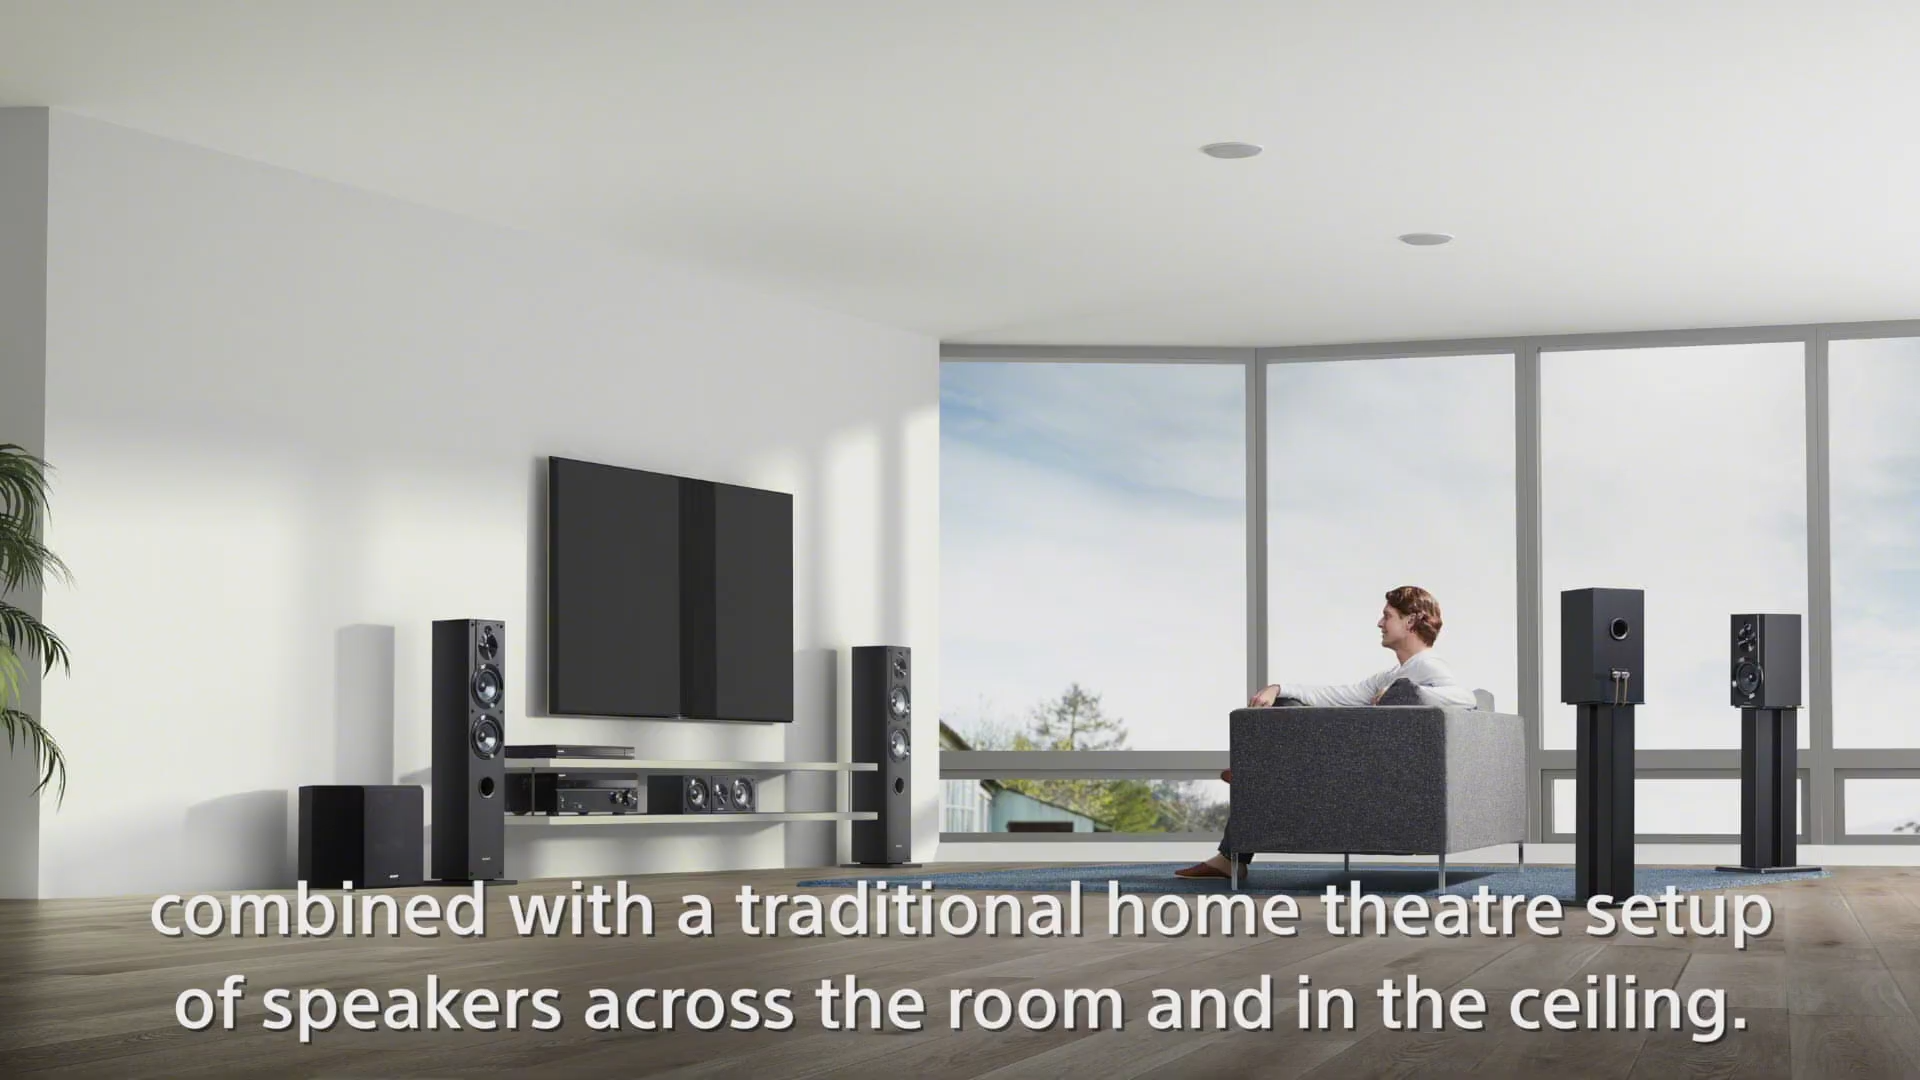 combined with a traditional home theatre setup
of speakers across the room and in the ceiling.